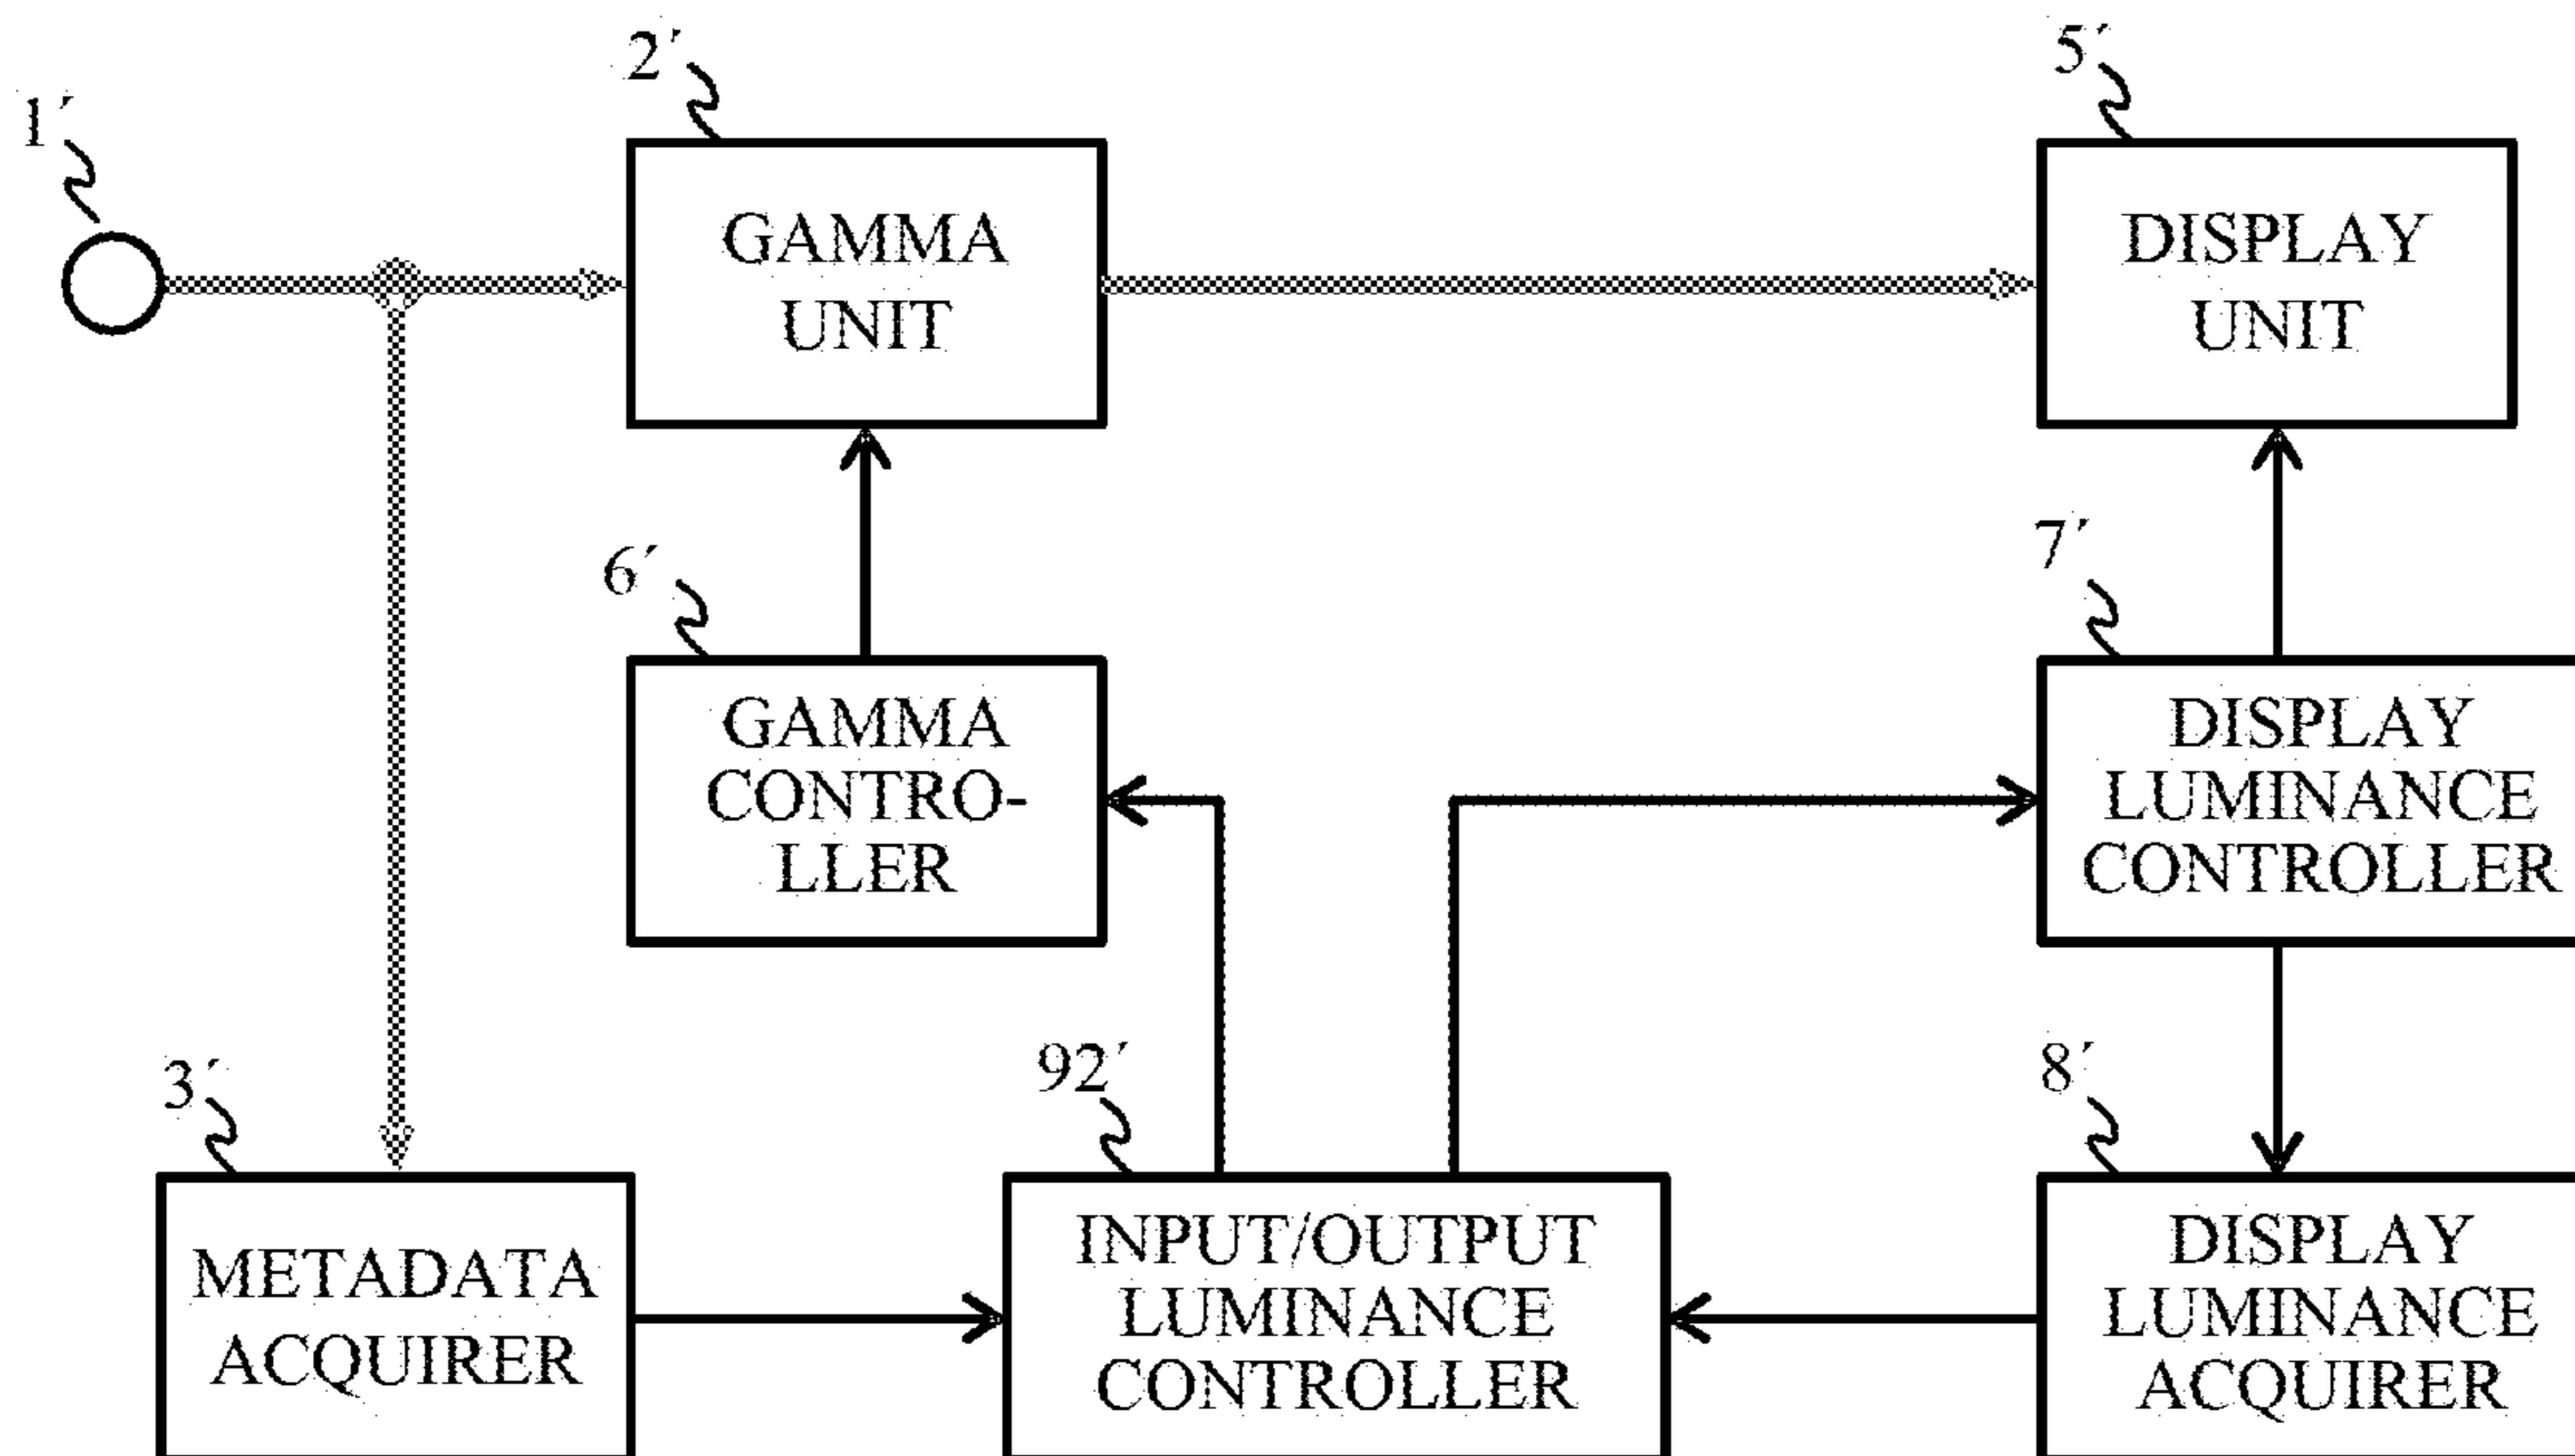 1′
2′
GAMMA
UNIT
5′
DISPLAY
UNIT
6′
GAMMA
CONTRO-
LLER
7′
DISPLAY
LUMINANCE
CONTROLLER
3′
METADATA
ACQUIRER
92′
INPUT/OUTPUT
LUMINANCE
CONTROLLER
8′
DISPLAY
LUMINANCE
ACQUIRER